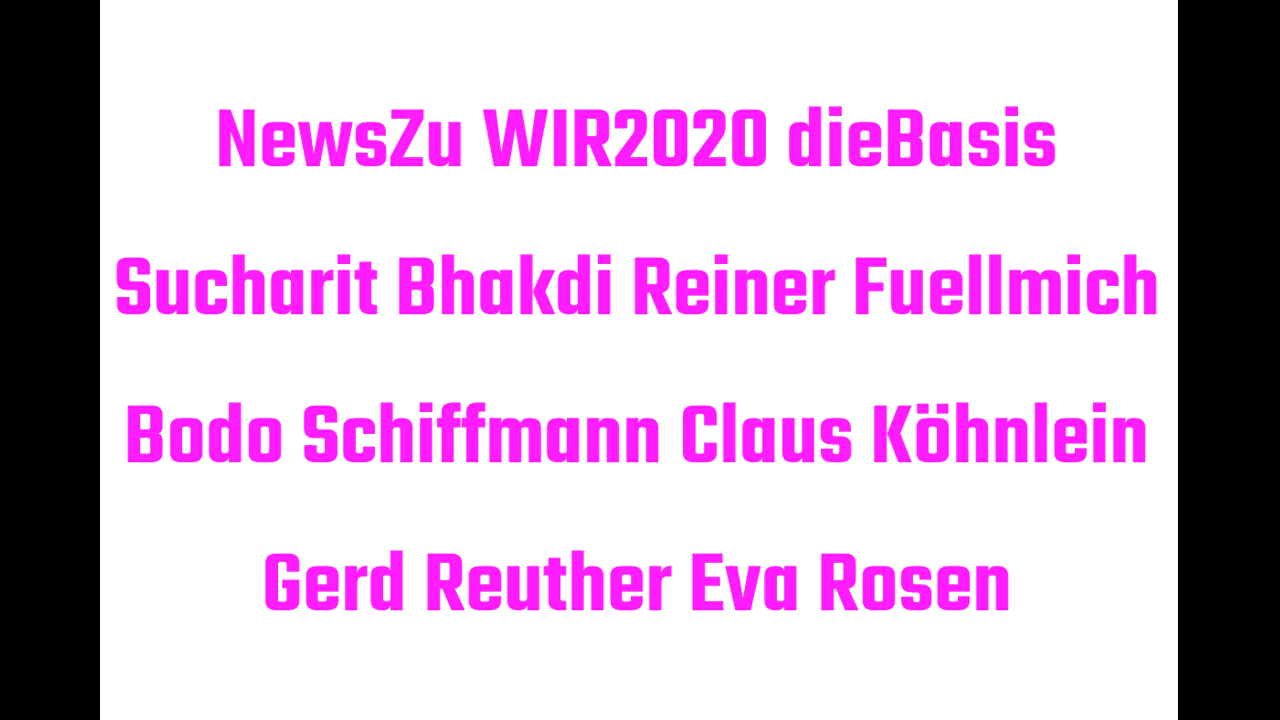 NewsZu WIR2020 dieBasis
Sucharit Bhakdi Reiner Fuellmich
Bodo Schiffmann Claus Köhnlein
Gerd Reuther Eva Rosen